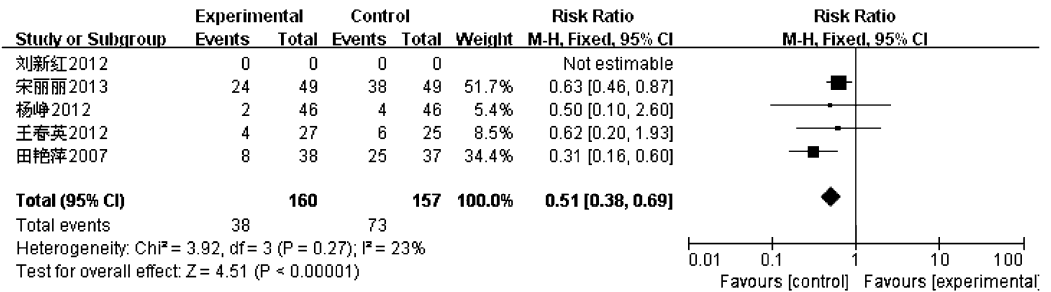 Experimental Control Risk Ratio Risk Ratio
Study or Subgroup Events Total Events Total Weight M-H, Fixed, 95% CI M-H, Fixed, 95% CI
刘新红2012 0 0 0 0 Not estimable
宋丽丽2013 24 49 38 49 51.7% 0.63 [0.46, 0.87]
杨峥2012 2 46 4 46 5.4% 0.50 [0.10, 2.60]
王春英2012 4 27 6 25 8.5% 0.62 [0.20, 1.93]
田艳萍2007 8 38 25 37 34.4% 0.31 [0.16, 0.60]
Total (95% CI) 160 157 100.0% 0.51 [0.38, 0.69]
Total events 38 73
Heterogeneity: Chi² = 3.92, df = 3 (P = 0.27); I² = 23%
Test for overall effect: Z = 4.51 (P < 0.00001)
0.01 0.1 1 10 100
Favours [control] Favours [experimental]